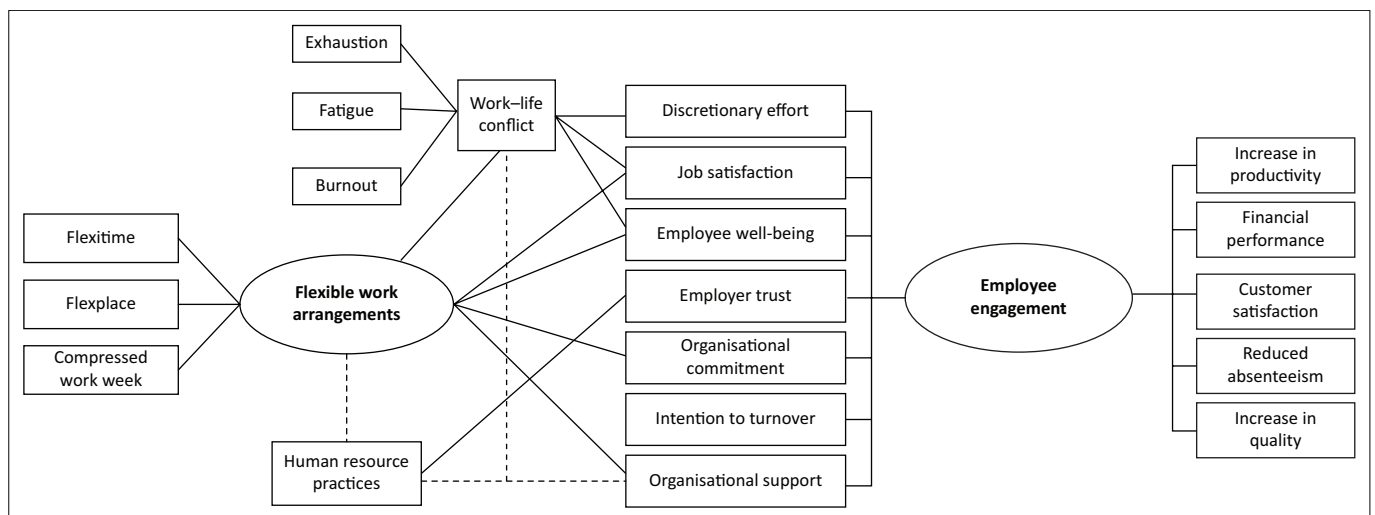 Exhaustion
Fatigue
Burnout
Work–life
conflict
Flexitime
Flexplace
Compressed
work week
Flexible work
arrangements
Human resource
practices
Discretionary effort
Job satisfaction
Employee well-being
Employer trust
Organisational
commitment
Intention to turnover
Organisational support
Employee
engagement
Increase in
productivity
Financial
performance
Customer
satisfaction
Reduced
absenteeism
Increase in
quality